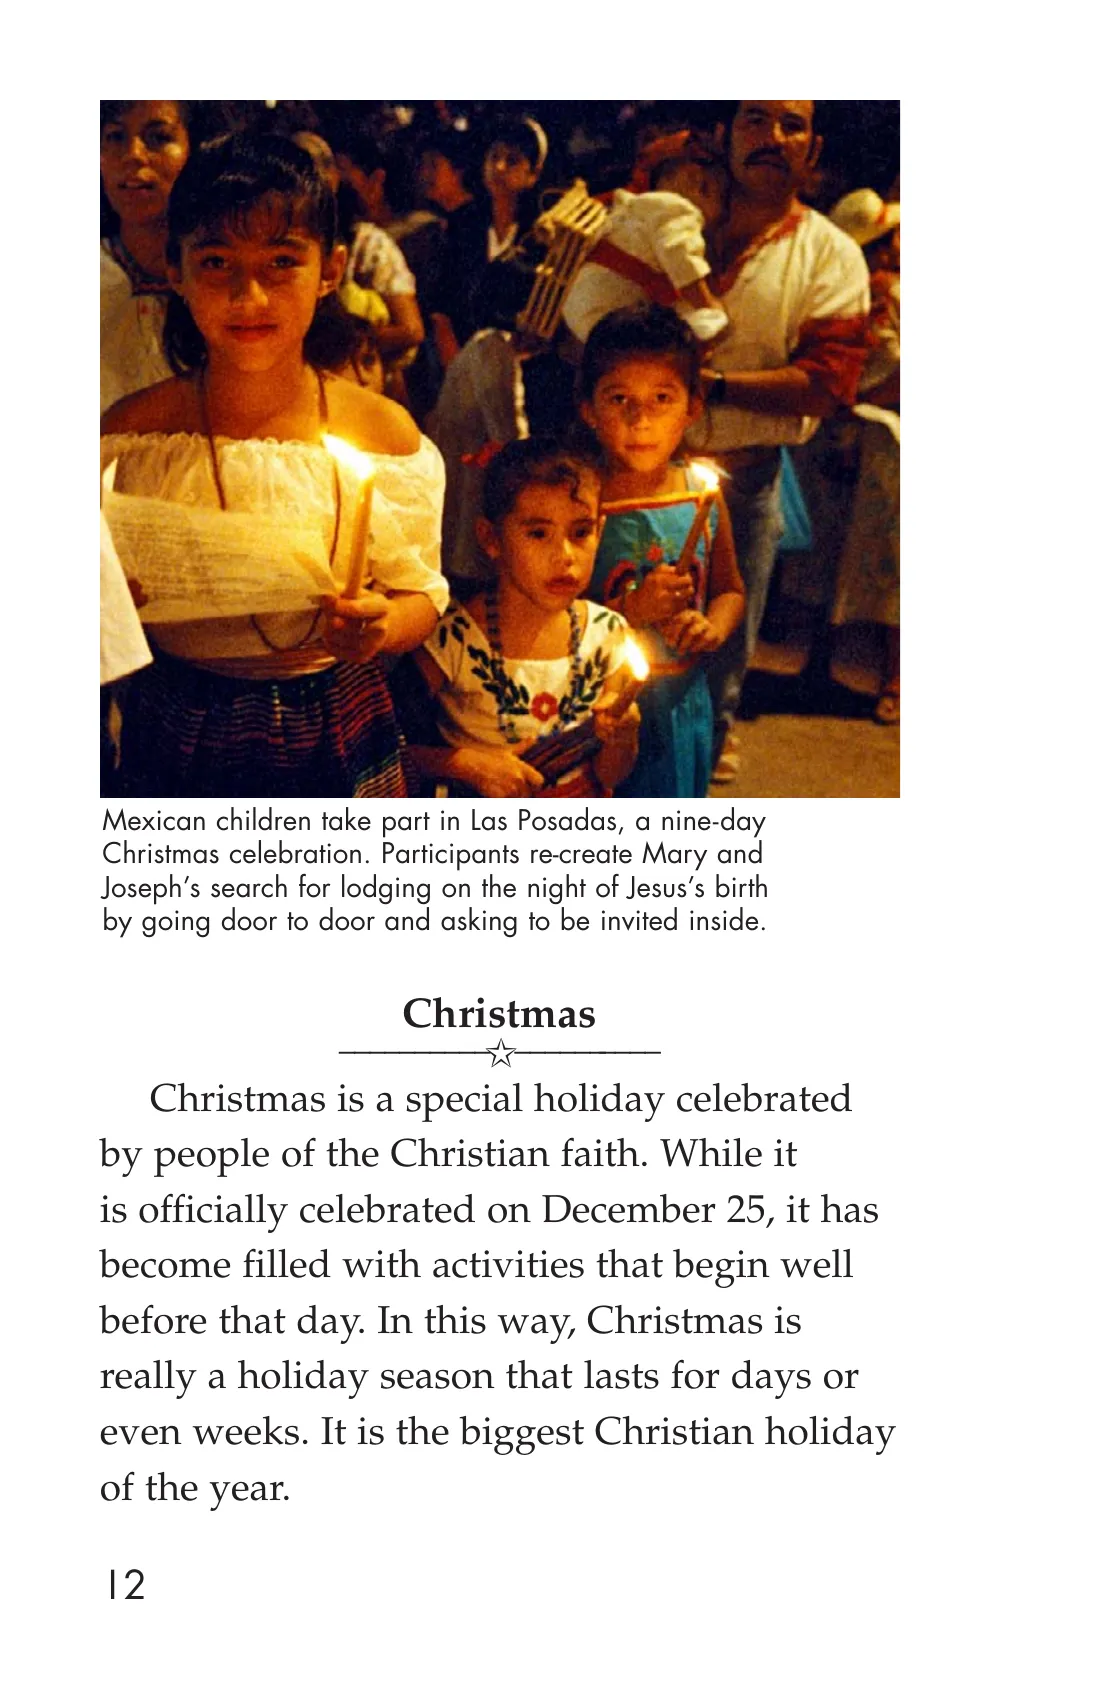 Mexican children take part in Las Posadas, a nine-day
Christmas celebration. Participants re-create Mary and
Joseph’s search for lodging on the night of Jesus’s birth
by going door to door and asking to be invited inside.
Christmas
Christmas is a special holiday celebrated
by people of the Christian faith. While it
is officially celebrated on December 25, it has
become filled with activities that begin well
before that day. In this way, Christmas is
really a holiday season that lasts for days or
even weeks. It is the biggest Christian holiday
of the year.
12